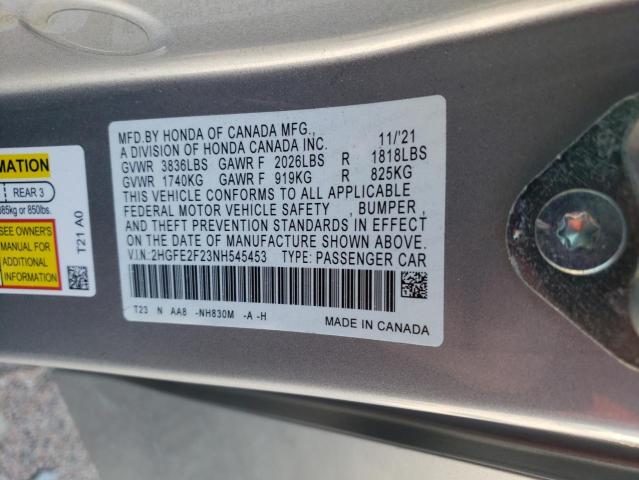 MFD.BY HONDA OF CANADA MFG., 11/'21
A DIVISION OF HONDA CANADA INC.
GVWR 3836LBS GAWR F 2026LBS R 1818LBS
GVWR 1740KG GAWR F 919KG R 825KG
THIS VEHICLE CONFORMS TO ALL APPLICABLE
FEDERAL MOTOR VEHICLE SAFETY , BUMPER ,
AND THEFT PREVENTION STANDARDS IN EFFECT
ON THE DATE OF MANUFACTURE SHOWN ABOVE.
V.I.N.:2HGFE2F23NH545453 TYPE: PASSENGER CAR
T23 N AA8 -NH830M -A -H
MADE IN CANADA
MATION
REAR 3
385kg or 850lbs.
SEE OWNER'S
MANUAL FOR
ADDITIONAL
INFORMATION
T21 A0